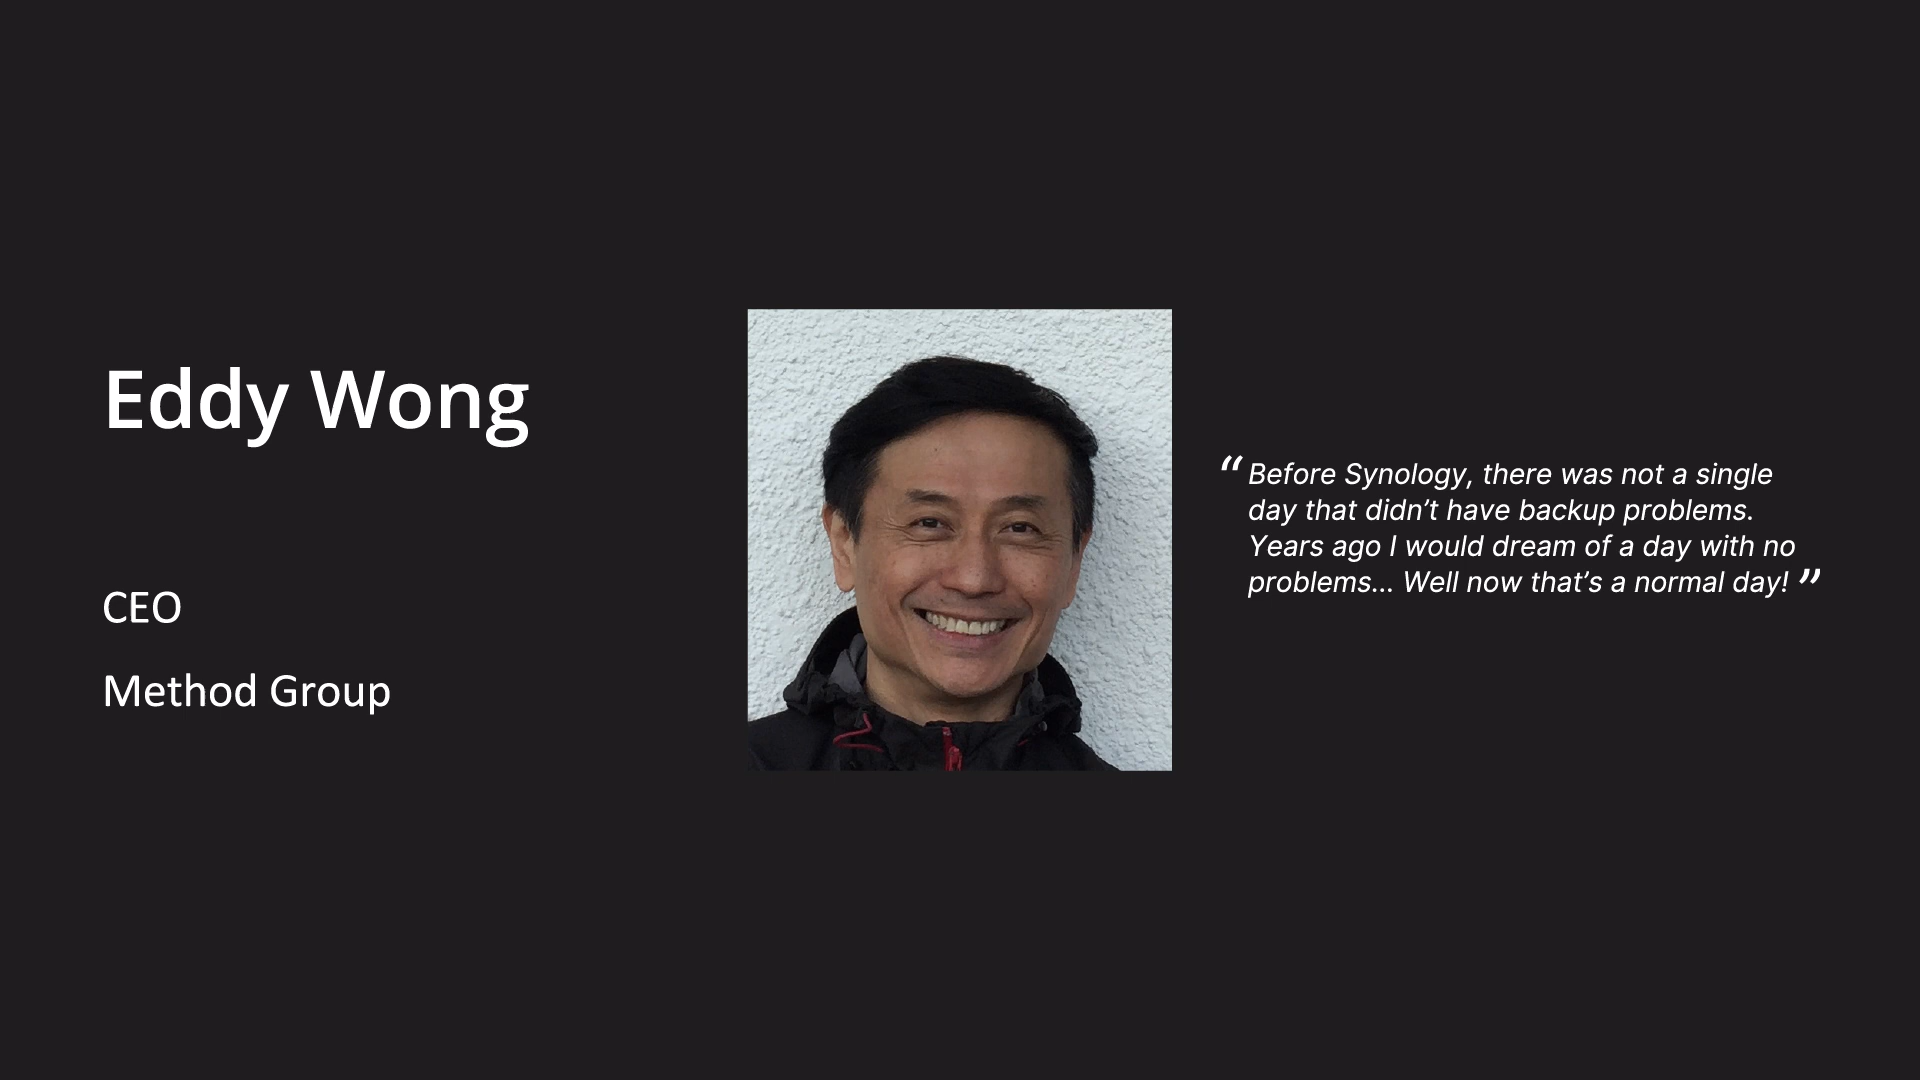 Eddy Wong
CEO
Method Group
“Before Synology, there was not a single
day that didn’t have backup problems.
Years ago I would dream of a day with no
problems... Well now that’s a normal day!”